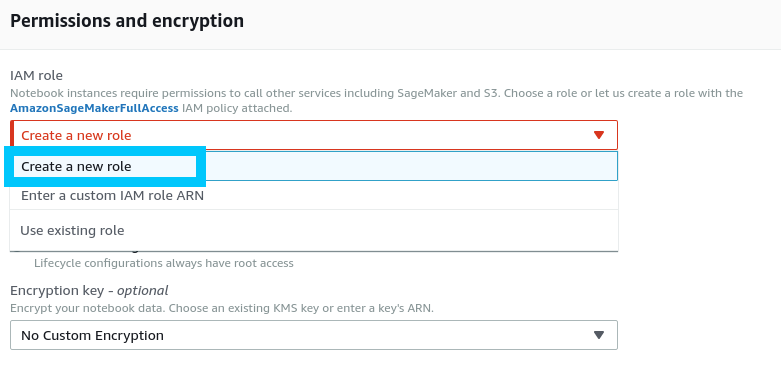 Permissions and encryption
IAM role
Notebook instances require permissions to call other services including SageMaker and S3. Choose a role or let us create a role with the
AmazonSageMakerFullAccess IAM policy attached.
Create a new role
Create a new role
Enter a custom IAM role ARN
Use existing role
Lifecycle configurations always have root access
Encryption key - optional
Encrypt your notebook data. Choose an existing KMS key or enter a key's ARN.
No Custom Encryption